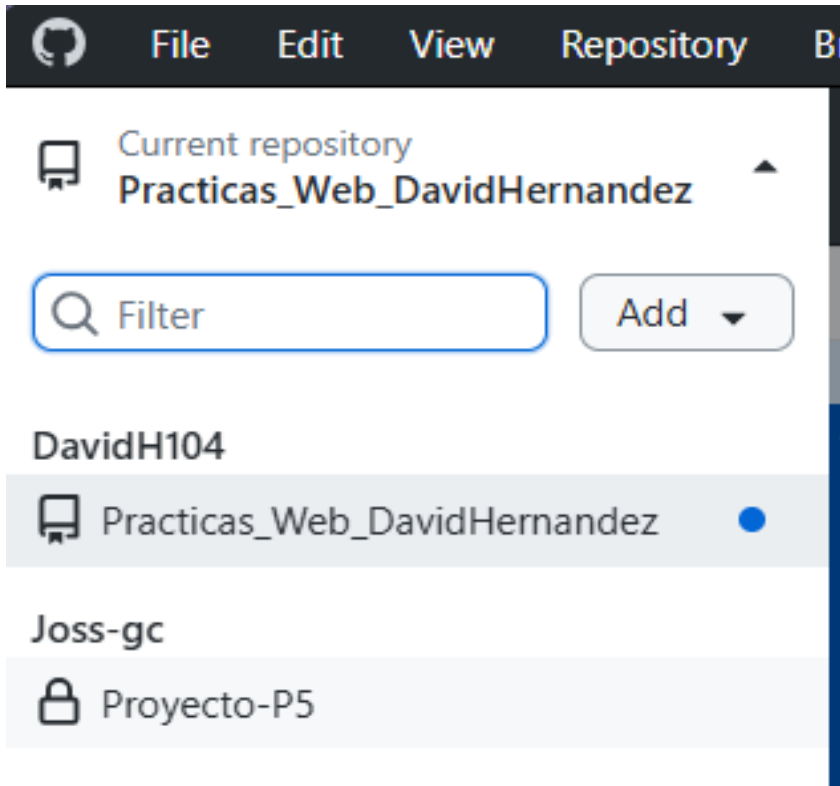 File Edit View Repository
Current repository
Practicas_Web_DavidHernandez
Filter Add
DavidH104
Practicas_Web_DavidHernandez
Joss-gc
Proyecto-P5